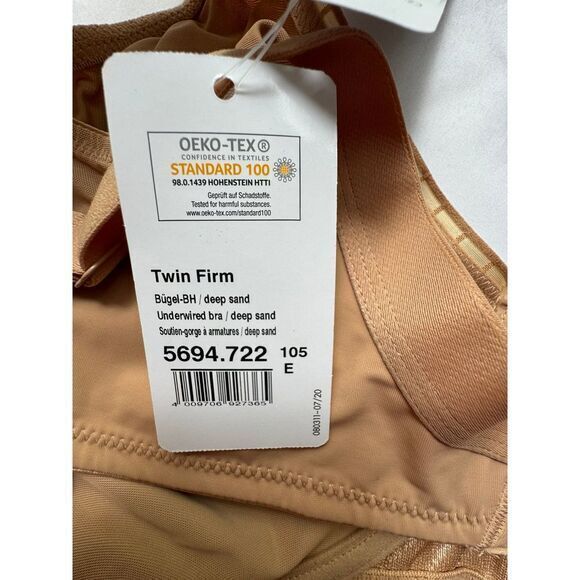 OEKO-TEX®
CONFIDENCE IN TEXTILES
STANDARD 100
98.0.1439 HOHENSTEIN HTTI
Geprüft auf Schadstoffe.
Tested for harmful substances.
www.oeko-tex.com/standard100
Twin Firm
Bügel-BH / deep sand
Underwired bra / deep sand
Soutien-gorge à armatures / deep sand
5694.722 105
E
4 009706 927365
080311-07/20